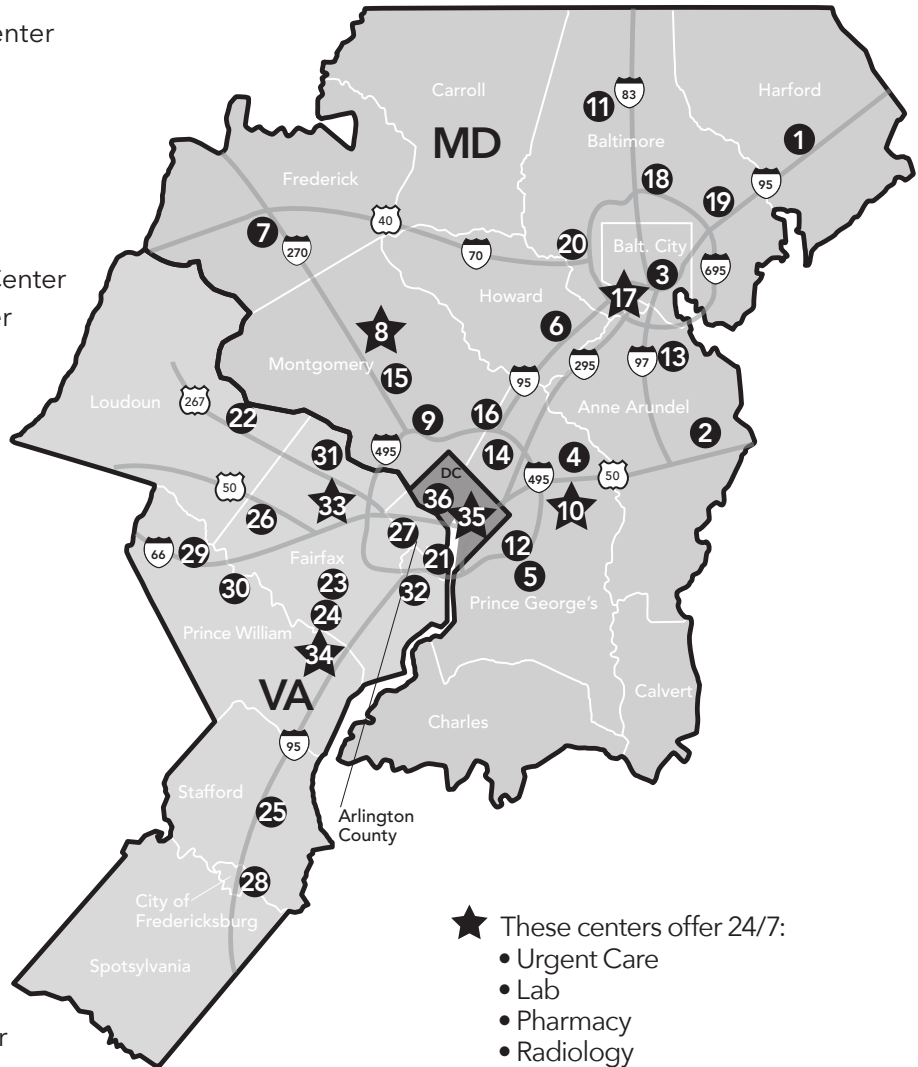 enter
Carroll
Harford
83
11
MD
Baltimore
1
Frederick
18
95
19
40
7
270
70
20
Balt. City
3
695
Center
17
er
Howard
8
6
97
13
295
Montgomery
15
95
Loudoun
267
22
9
16
Anne Arundel
2
31
495
14
4
DC
495
50
50
33
36
35
10
26
27
12
66
29
Fairfax
21
5
30
23
32
Prince George's
24
Prince William
34
VA
Calvert
Charles
95
Stafford
25
Arlington
County
28
City of
Fredericksburg
Spotsylvania
These centers offer 24/7:
• Urgent Care
• Lab
• Pharmacy
• Radiology
r